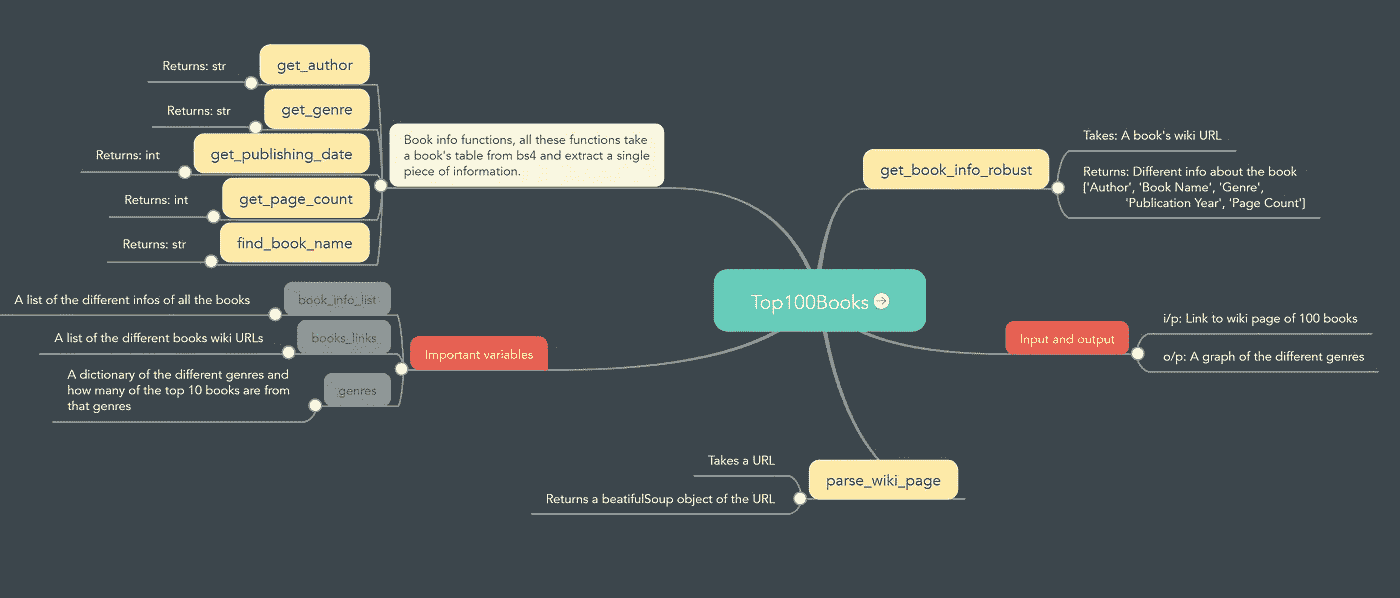 Returns: str
get_author
Returns: str
get_genre
Returns: int
get_publishing_date
Returns: int
get_page_count
Returns: str
find_book_name
Book info functions, all these functions take
a book's table from bs4 and extract a single
piece of information.
A list of the different infos of all the books
book_info_list
A list of the different books wiki URLs
books_links
A dictionary of the different genres and
how many of the top 10 books are from
that genres
genres
Important variables
Top100Books
get_book_info_robust
Takes: A book's wiki URL
Returns: Different info about the book
['Author', 'Book Name', 'Genre',
'Publication Year', 'Page Count']
Input and output
i/p: Link to wiki page of 100 books
o/p: A graph of the different genres
Takes a URL
Returns a beatifulSoup object of the URL
parse_wiki_page